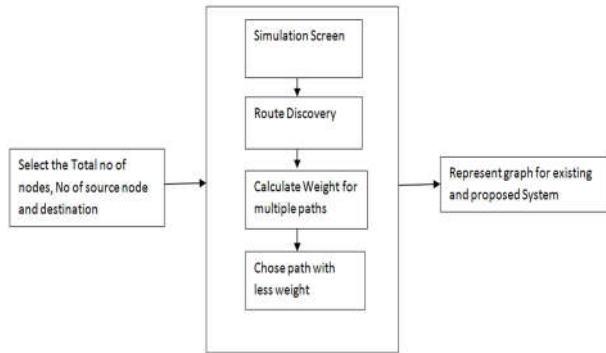 Select the Total no of
nodes, No of source node
and destination
Simulation Screen
Route Discovery
Calculate Weight for
multiple paths
Chose path with
less weight
Represent graph for existing
and proposed System